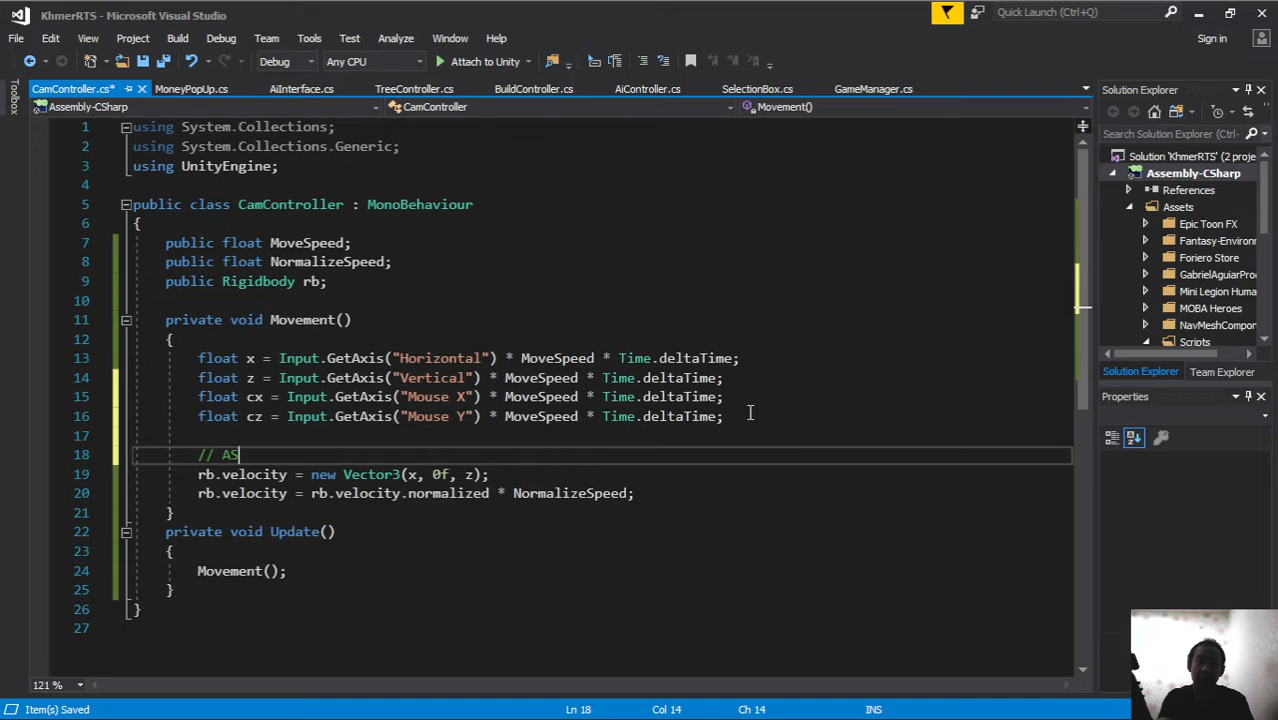 KhmerRTS - Microsoft Visual Studio
Quick Launch (Ctrl+Q)
File Edit View Project Build Debug Team Tools Test Analyze Window Help
Sign in
Debug Any CPU Attach to Unity
Toolbox
CamController.cs* MoneyPopUp.cs AIInterface.cs TreeController.cs BuildController.cs AiController.cs SelectionBox.cs GameManager.cs
Assembly-CSharp CamController Movement()
1 using System.Collections;
2 using System.Collections.Generic;
3 using UnityEngine;
4
5 public class CamController : MonoBehaviour
6 {
7 public float MoveSpeed;
8 public float NormalizeSpeed;
9 public Rigidbody rb;
10
11 private void Movement()
12 {
13 float x = Input.GetAxis("Horizontal") * MoveSpeed * Time.deltaTime;
14 float z = Input.GetAxis("Vertical") * MoveSpeed * Time.deltaTime;
15 float cx = Input.GetAxis("Mouse X") * MoveSpeed * Time.deltaTime;
16 float cz = Input.GetAxis("Mouse Y") * MoveSpeed * Time.deltaTime;
17
18 // AS
19 rb.velocity = new Vector3(x, 0f, z);
20 rb.velocity = rb.velocity.normalized * NormalizeSpeed;
21 }
22 private void Update()
23 {
24 Movement();
25 }
26 }
27
121 %
Solution Explorer
Search Solution Explorer (Ctrl+
Solution 'KhmerRTS' (2 proje
Assembly-CSharp
References
Assets
Epic Toon FX
Fantasy-Environ
Foriero Store
GabrielAguiarProc
Mini Legion Huma
MOBA Heroes
NavMeshCompon
Scripts
Solution Explorer Team Explorer
Properties
Item(s) Saved Ln 18 Col 14 Ch 14 INS